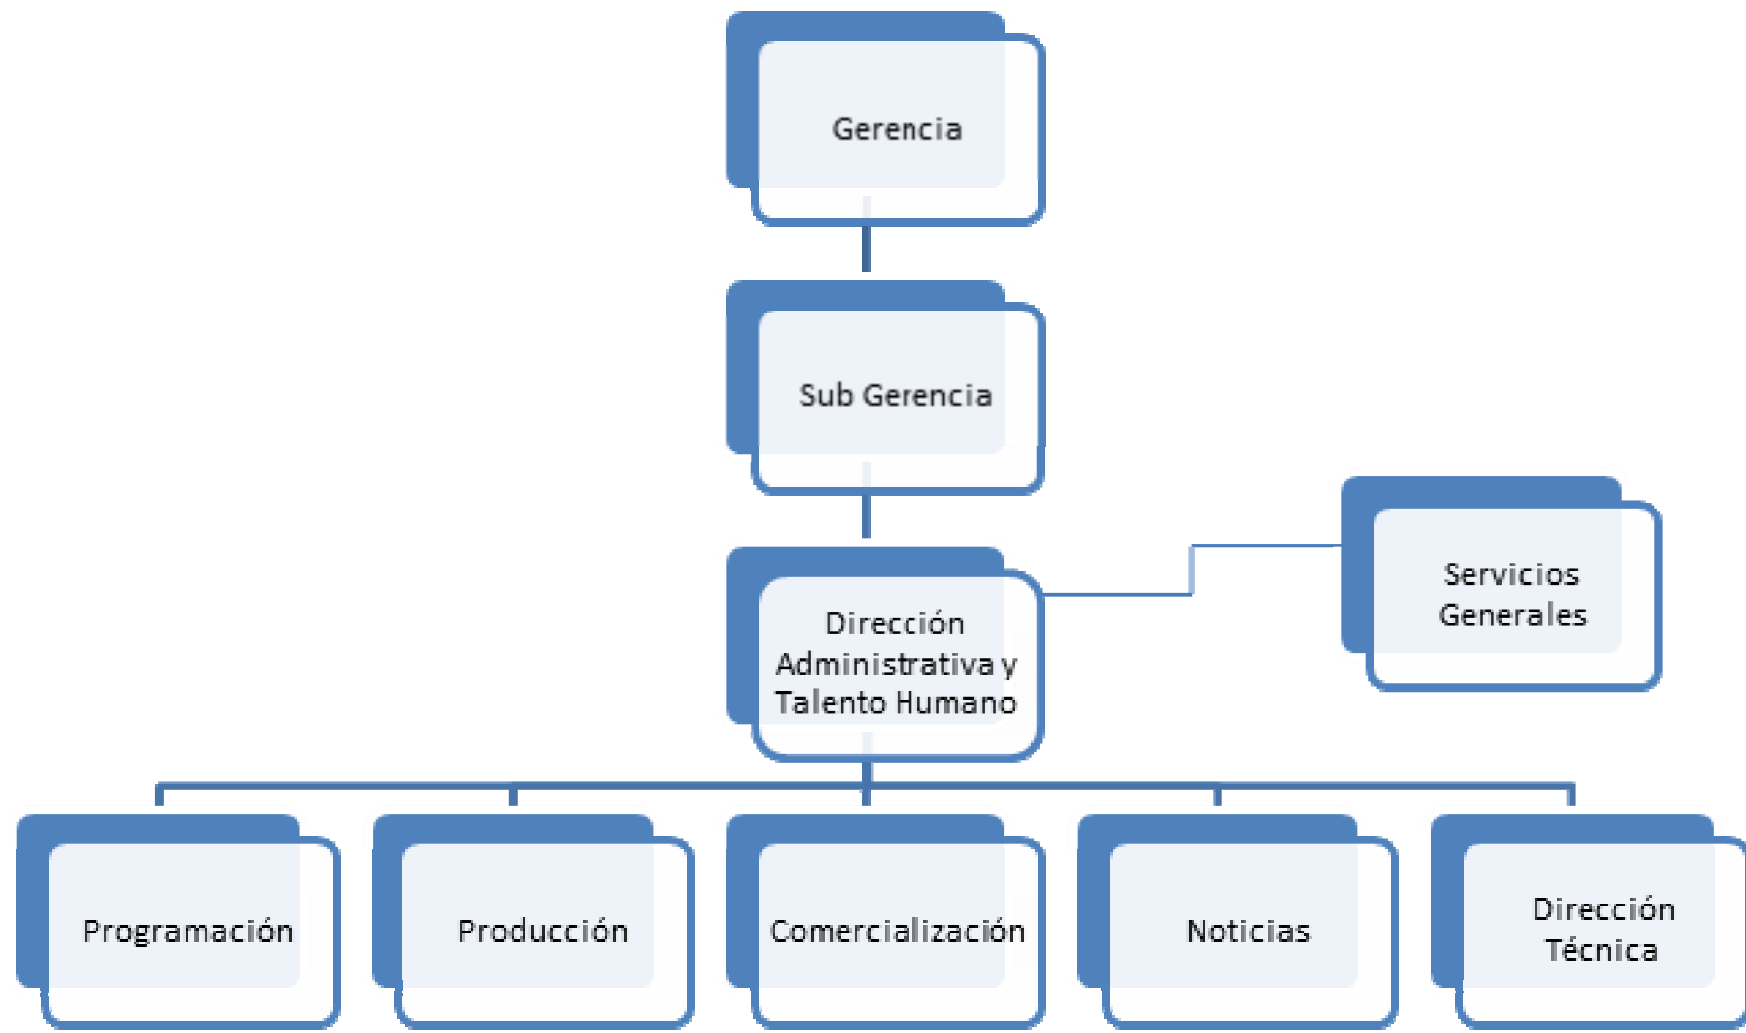 Gerencia
Sub Gerencia
Dirección
Administrativa y
Talento Humano
Servicios
Generales
Programación
Producción
Comercialización
Noticias
Dirección
Técnica